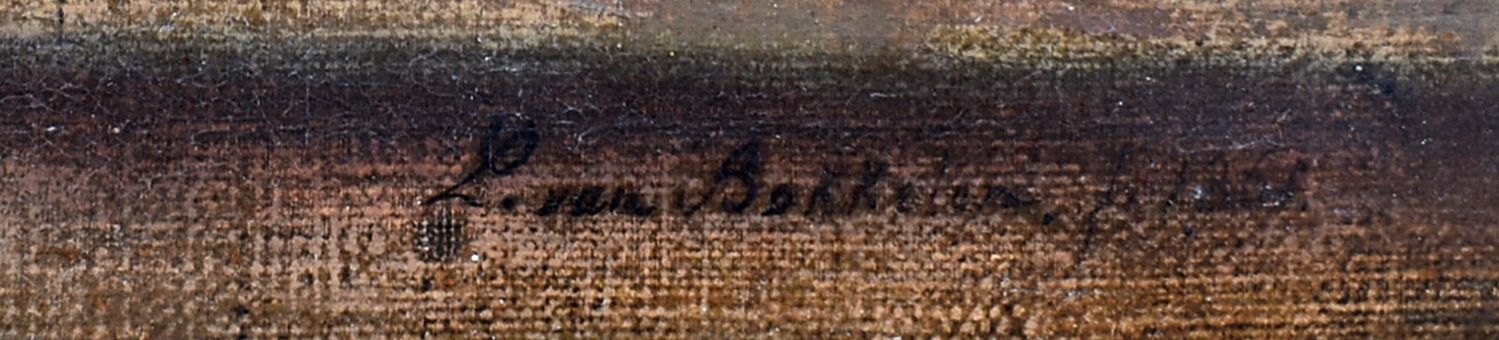 L. van Bokkelen.